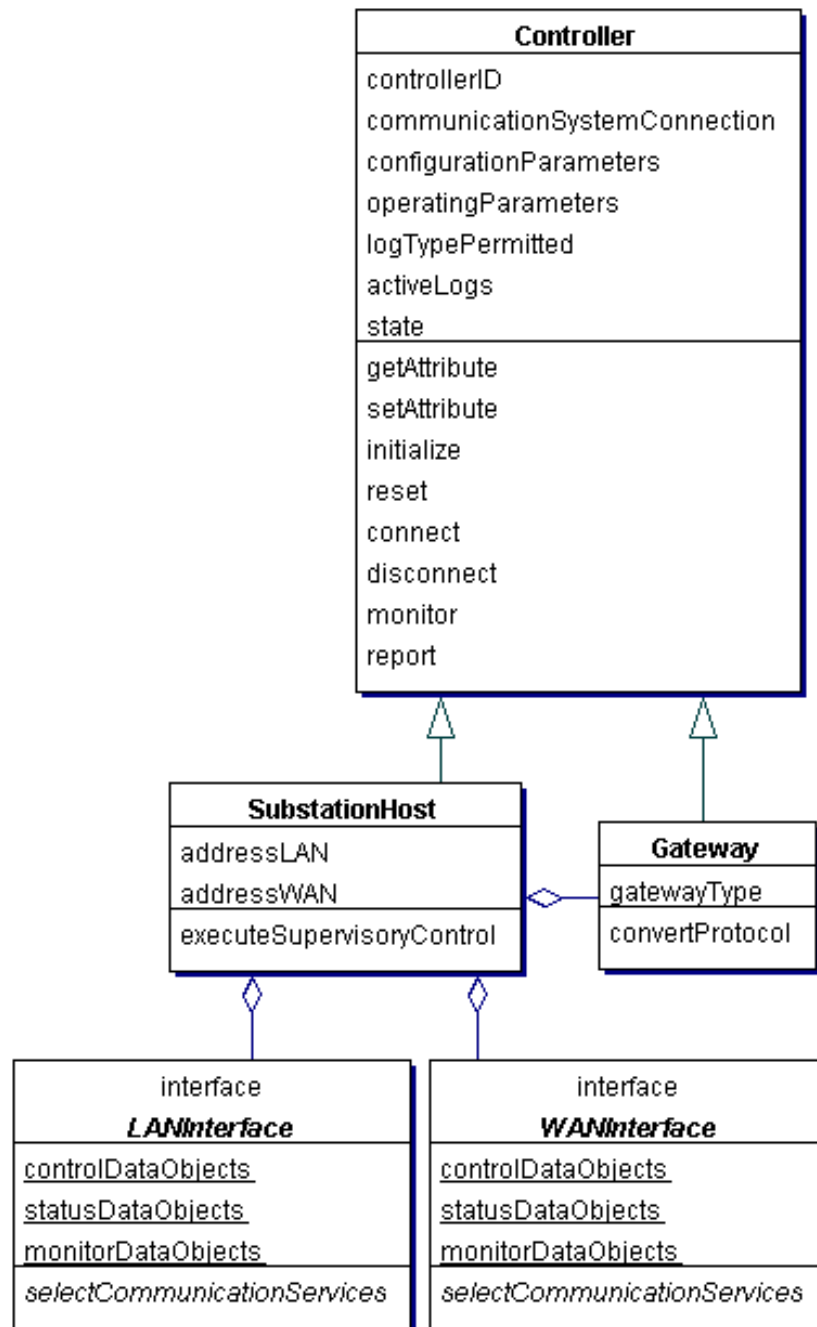 Controller
controllerID
communicationSystemConnection
configurationParameters
operatingParameters
logTypePermitted
activeLogs
state
getAttribute
setAttribute
initialize
reset
connect
disconnect
monitor
report
SubstationHost
addressLAN
addressWAN
executeSupervisoryControl
Gateway
gatewayType
convertProtocol
interface
LANInterface
controlDataObjects
statusDataObjects
monitorDataObjects
selectCommunicationServices
interface
WANInterface
controlDataObjects
statusDataObjects
monitorDataObjects
selectCommunicationServices